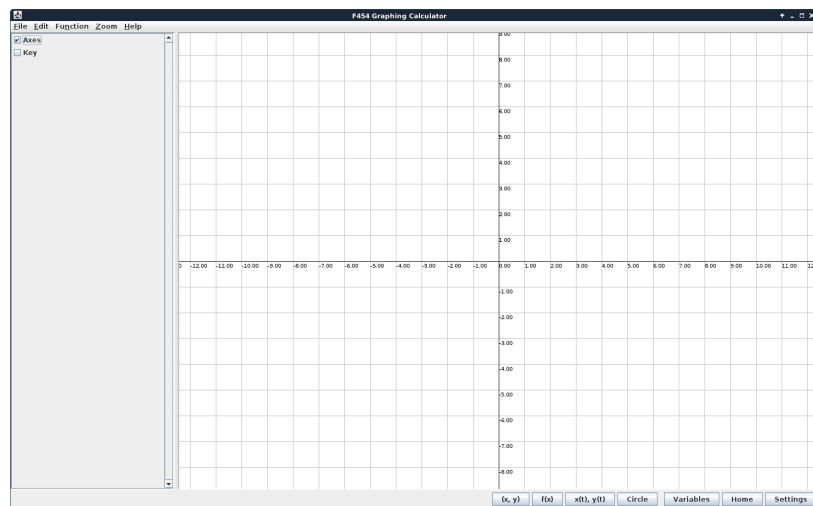 F454 Graphing Calculator
File Edit Function Zoom Help
Axes
Key
9.00
8.00
7.00
6.00
5.00
4.00
3.00
2.00
1.00
0 -12.00 -11.00 -10.00 -9.00 -8.00 -7.00 -6.00 -5.00 -4.00 -3.00 -2.00 -1.00 0.00 1.00 2.00 3.00 4.00 5.00 6.00 7.00 8.00 9.00 10.00 11.00 12
-1.00
-2.00
-3.00
-4.00
-5.00
-6.00
-7.00
-8.00
(x, y) f(x) x(t), y(t) Circle Variables Home Settings